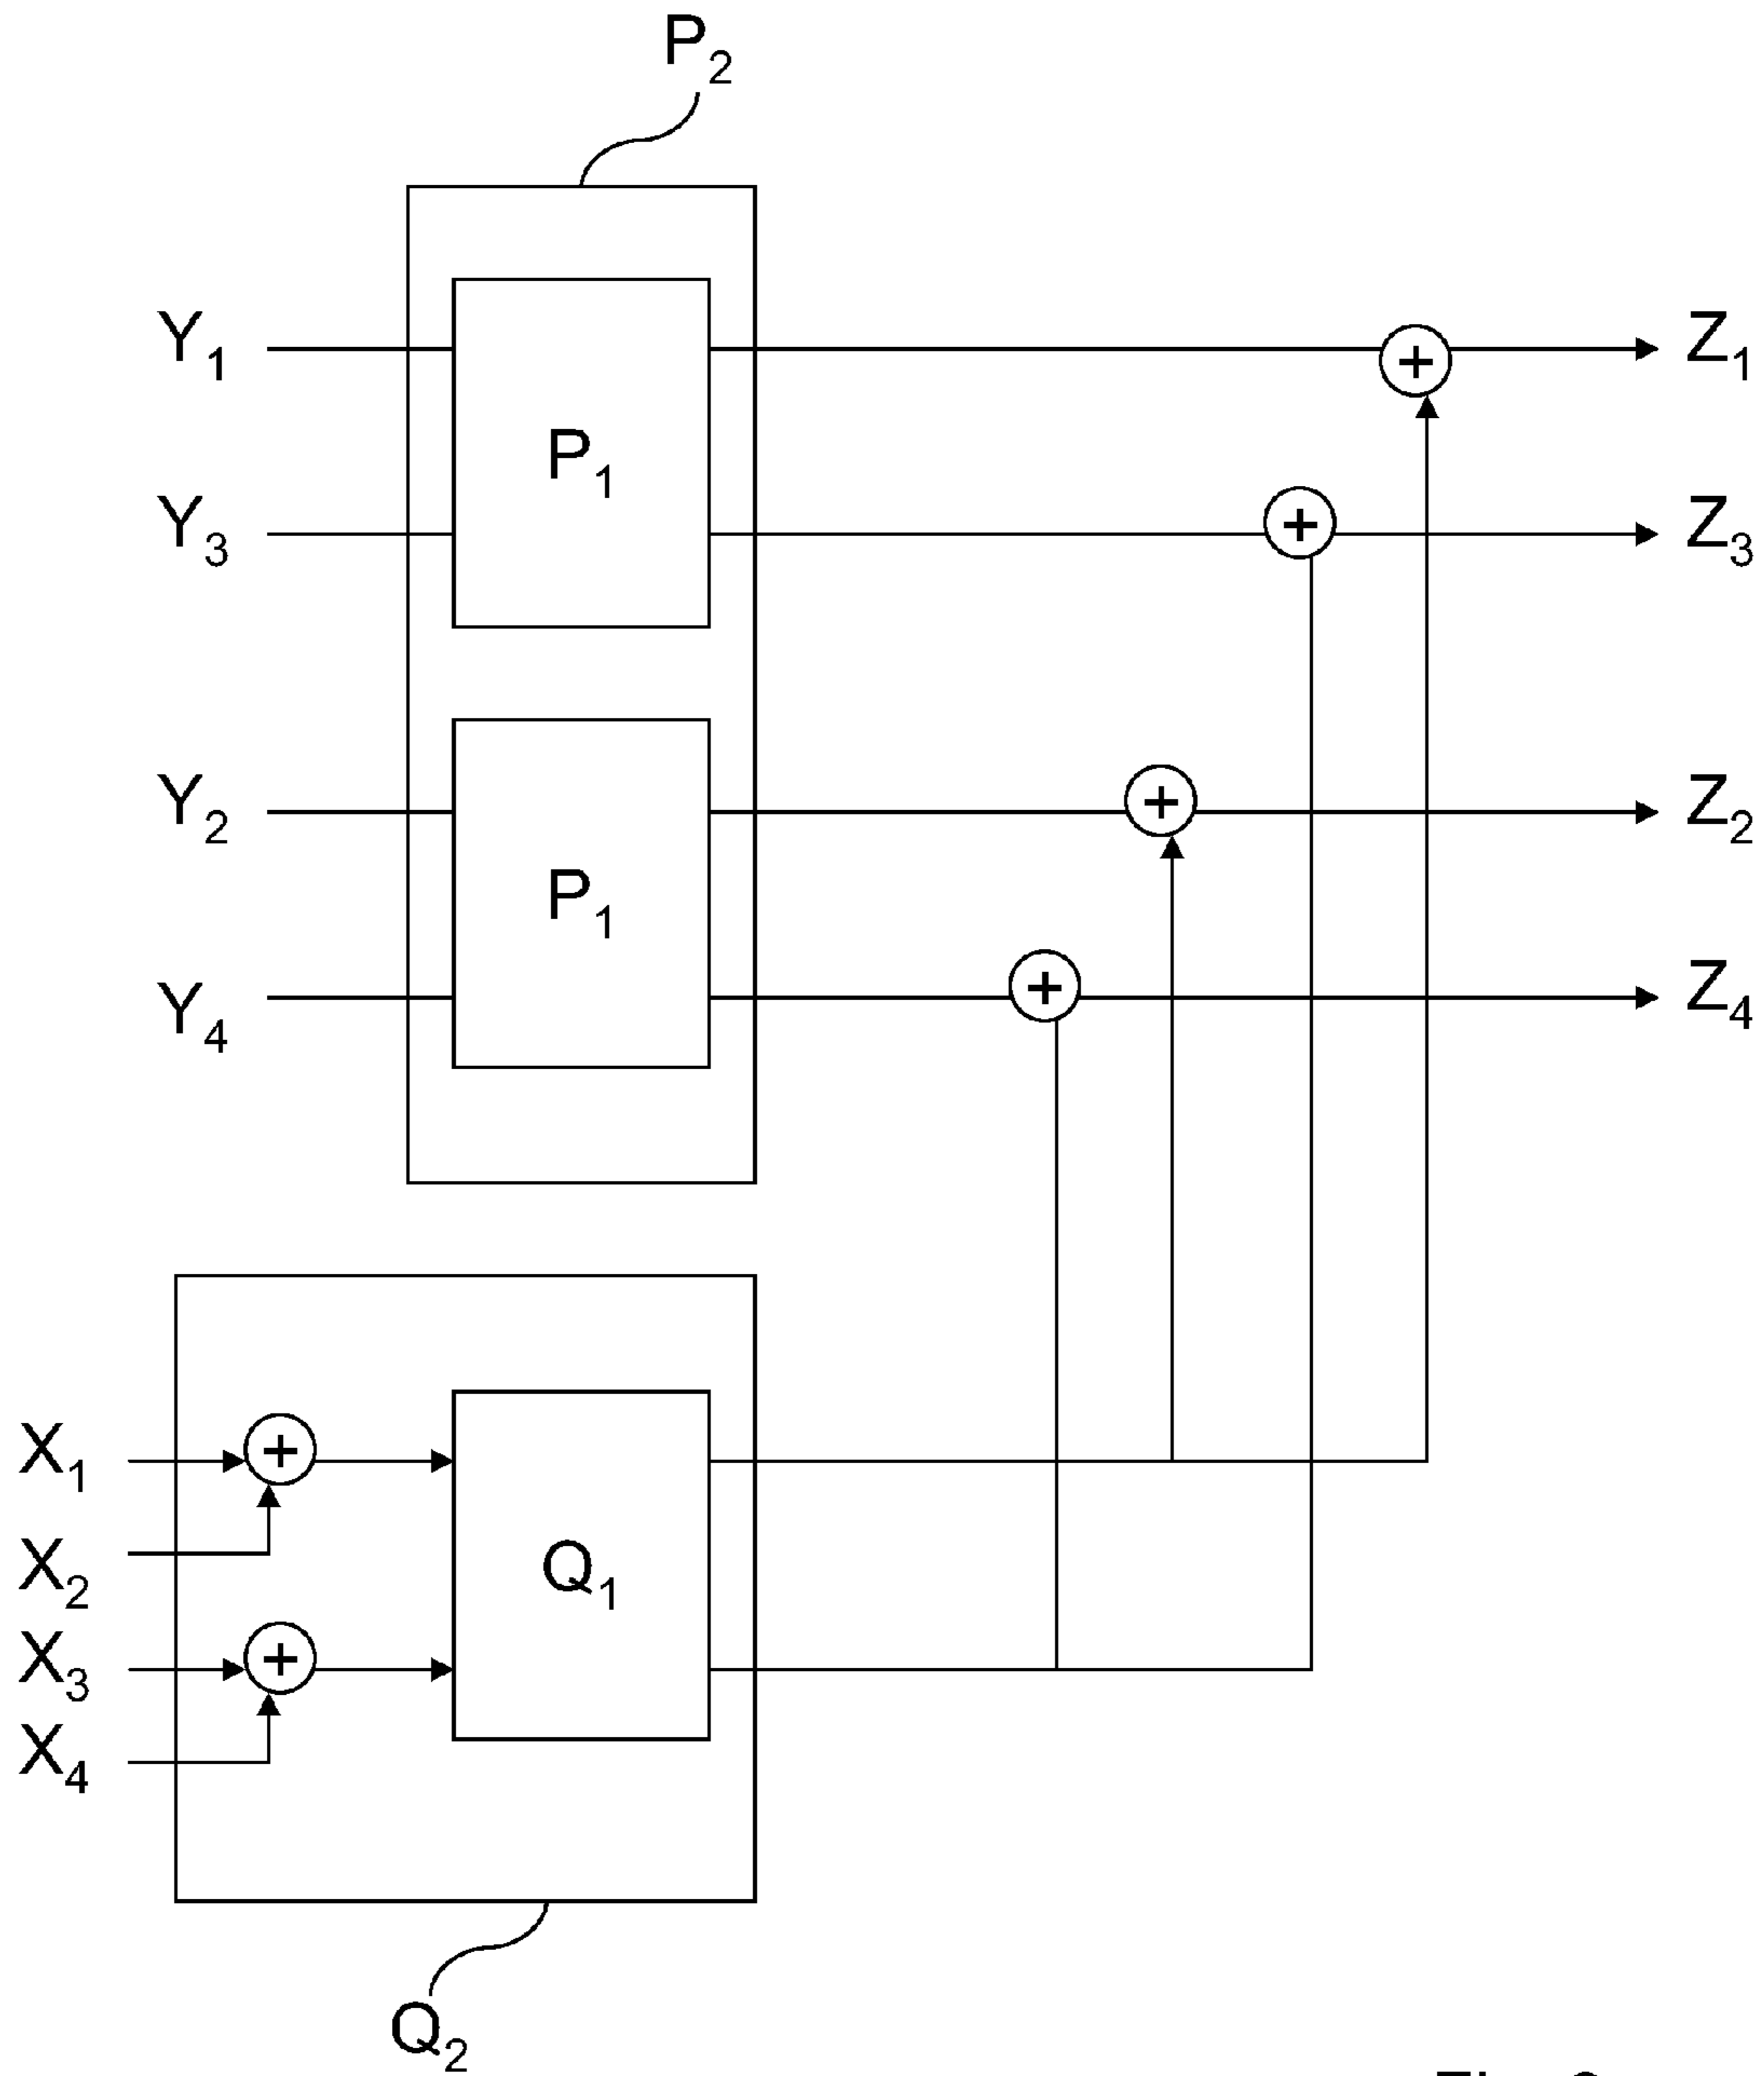 P₂
Y₁ Z₁
P₁
Y₃ Z₃
Y₂ Z₂
P₁
Y₄ Z₄
X₁
X₂
Q₁
X₃
X₄
Q₂